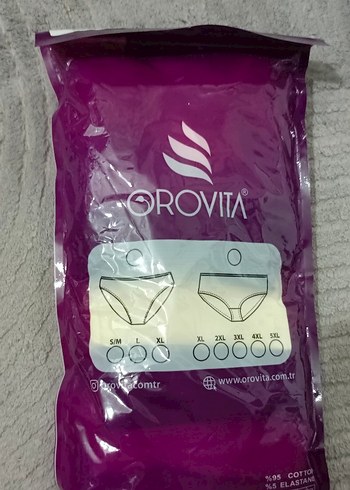 OROVITA®
S/M L XL
XL 2XL 3XL 4XL 5XL
orovitacomtr
www.orovita.com.tr
%95 COTTON
%5 ELASTANE